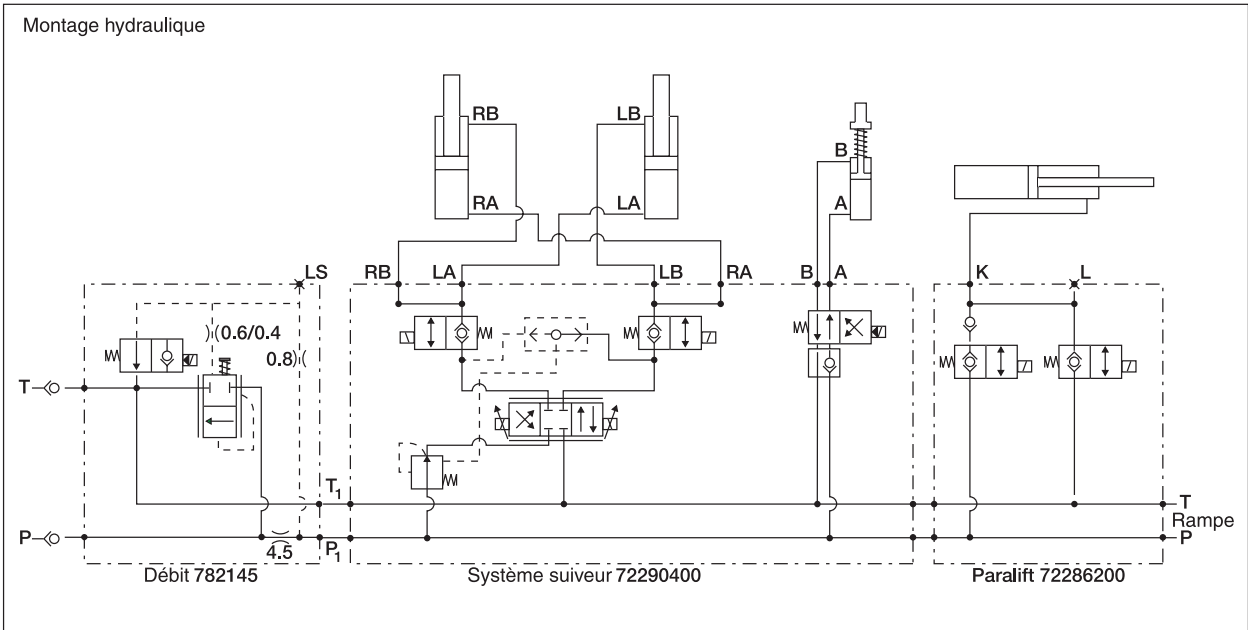 Montage hydraulique
RB
LB
B
RA
LA
A
LS
RB
LA
LB
RA
B
A
K
L
0.6/0.4
0.8
T
T1
T
Rampe
P
4.5
P1
P
Débit 782145
Système suiveur 72290400
Paralift 72286200